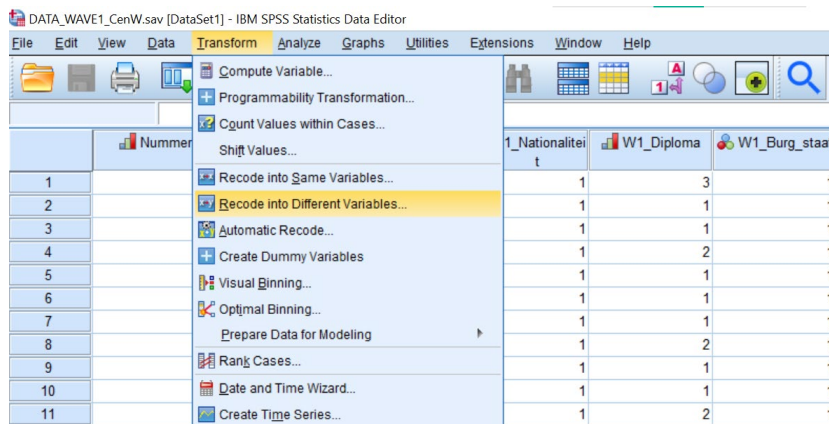 DATA_WAVE1_CenW.sav [DataSet1] - IBM SPSS Statistics Data Editor
File Edit View Data Transform Analyze Graphs Utilities Extensions Window Help
Compute Variable...
Programmability Transformation...
Count Values within Cases...
Shift Values...
Recode into Same Variables...
Recode into Different Variables...
Automatic Recode...
Create Dummy Variables
Visual Binning...
Optimal Binning...
Prepare Data for Modeling
Rank Cases...
Date and Time Wizard...
Create Time Series...
Nummer 1_Nationalitei W1_Diploma W1_Burg_staa
t
1 1 3
2 1 1
3 1 1
4 1 2
5 1 1
6 1 1
7 1 1
8 1 2
9 1 1
10 1 1
11 1 2